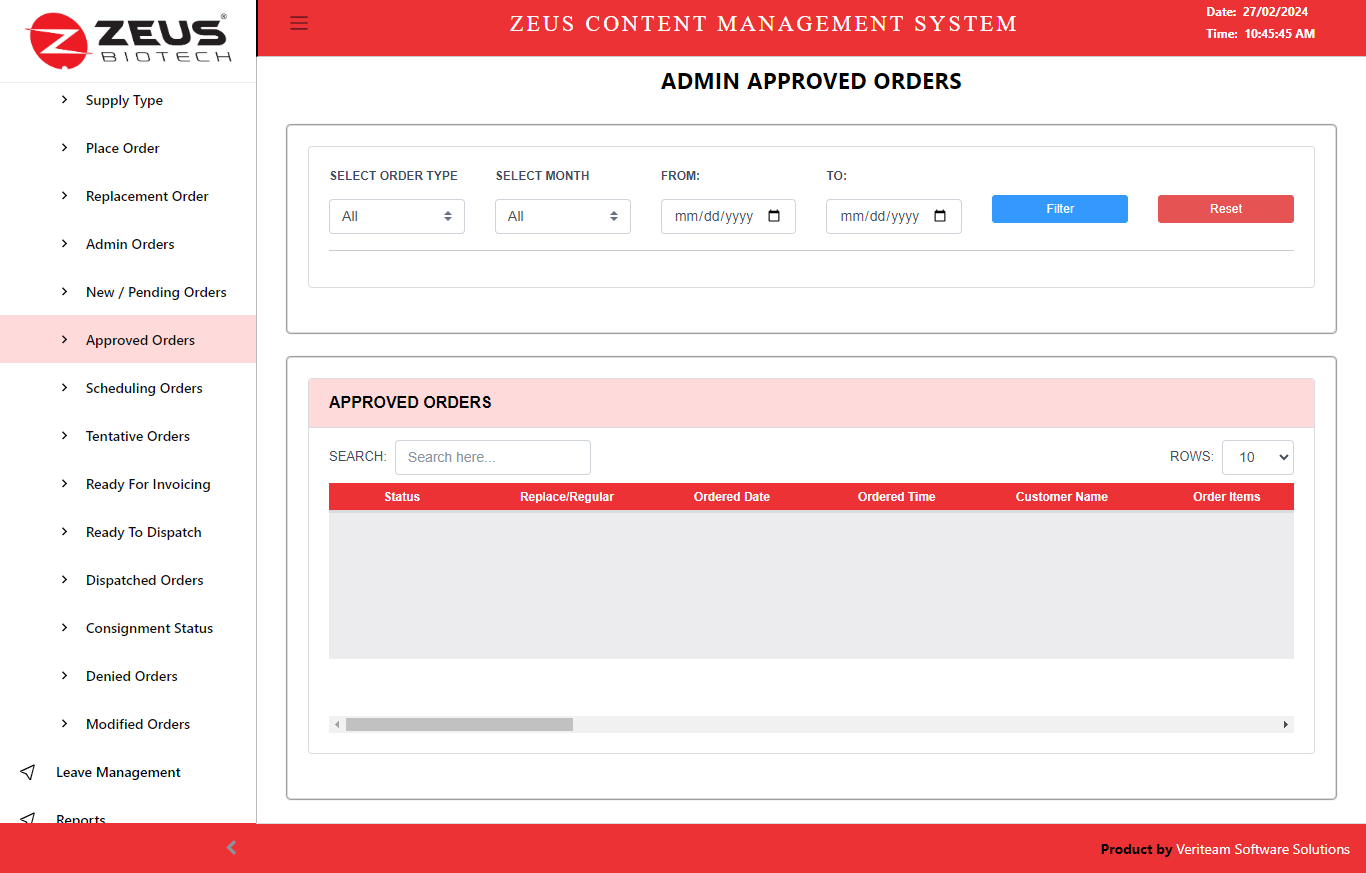 ZEUS®
BIOTECH
ZEUS CONTENT MANAGEMENT SYSTEM
Date: 27/02/2024
Time: 10:45:45 AM
Supply Type
Place Order
Replacement Order
Admin Orders
New / Pending Orders
Approved Orders
Scheduling Orders
Tentative Orders
Ready For Invoicing
Ready To Dispatch
Dispatched Orders
Consignment Status
Denied Orders
Modified Orders
Leave Management
Reports
ADMIN APPROVED ORDERS
SELECT ORDER TYPE SELECT MONTH FROM: TO:
All All mm/dd/yyyy mm/dd/yyyy Filter Reset
APPROVED ORDERS
SEARCH: Search here... ROWS: 10
Status Replace/Regular Ordered Date Ordered Time Customer Name Order Items
Product by Veriteam Software Solutions